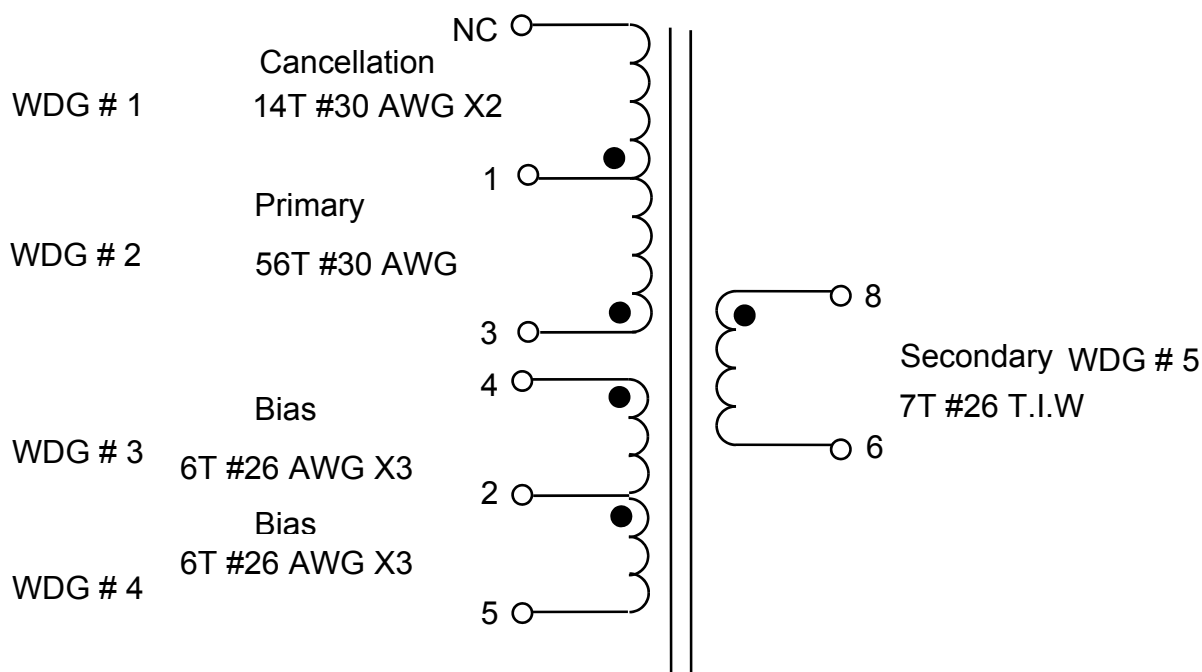 NC
Cancellation
WDG # 1
14T #30 AWG X2
1
Primary
WDG # 2
56T #30 AWG
3
8
Secondary WDG # 5
7T #26 T.I.W
6
4
Bias
WDG # 3
6T #26 AWG X3
2
Bias
6T #26 AWG X3
WDG # 4
5